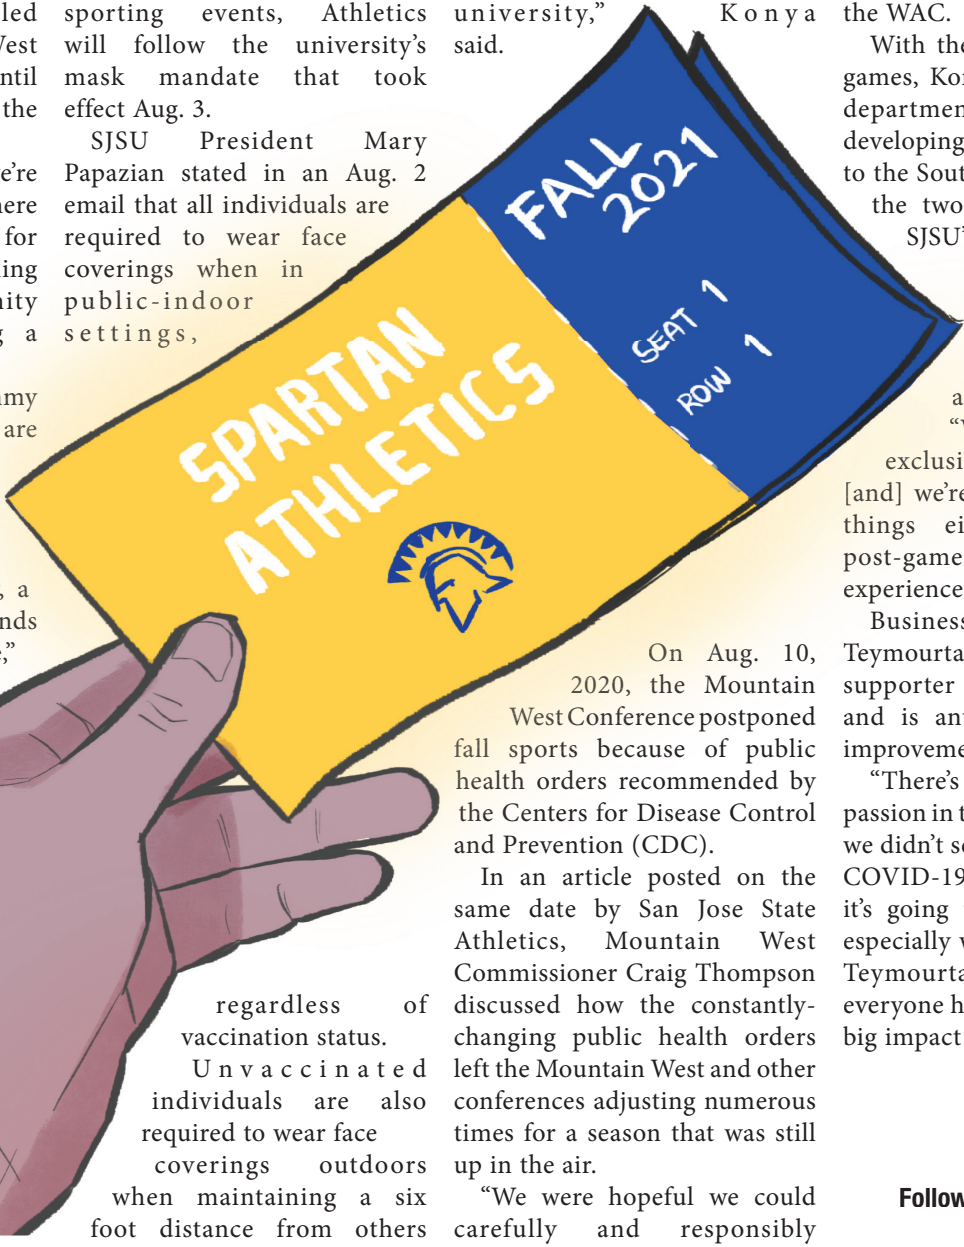 led
West
ntil
the
we're
here
for
ing
nity
g a
my
are
, a
nds
,”
sporting events, Athletics
will follow the university’s
mask mandate that took
effect Aug. 3.
SJSU President Mary
Papazian stated in an Aug. 2
email that all individuals are
required to wear face
coverings when in
public-indoor
settings,
regardless of
vaccination status.
Unvaccinated
individuals are also
required to wear face
coverings outdoors
when maintaining a six
foot distance from others
university,” Konya
said.
FALL
2021
SEAT 1
ROW 1
SPARTAN
ATHLETICS
On Aug. 10,
2020, the Mountain
West Conference postponed
fall sports because of public
health orders recommended by
the Centers for Disease Control
and Prevention (CDC).
In an article posted on the
same date by San Jose State
Athletics, Mountain West
Commissioner Craig Thompson
discussed how the constantly-
changing public health orders
left the Mountain West and other
conferences adjusting numerous
times for a season that was still
up in the air.
“We were hopeful we could
carefully and responsibly
the WAC.
With the
games, Kon
departmen
developing
to the Sout
the two
SJSU’
a
“
exclusi
[and] we’re
things ei
post-game
experience
Business
Teymourta
supporter
and is an
improveme
“There’s
passion in t
we didn’t se
COVID-19
it’s going
especially w
Teymourta
everyone h
big impact
Follow